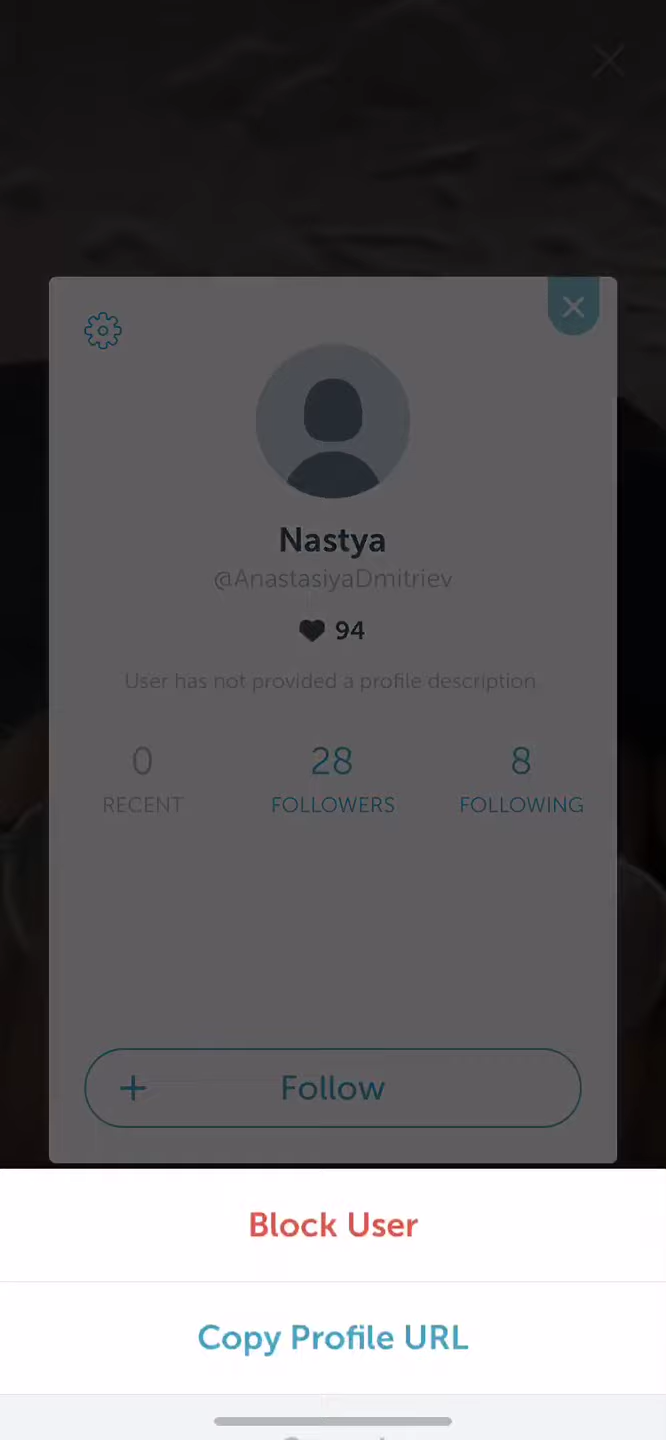 Nastya
@AnastasiyaDmitriev
94
User has not provided a profile description.
0 28 8
RECENT FOLLOWERS FOLLOWING
+ Follow
Block User
Copy Profile URL